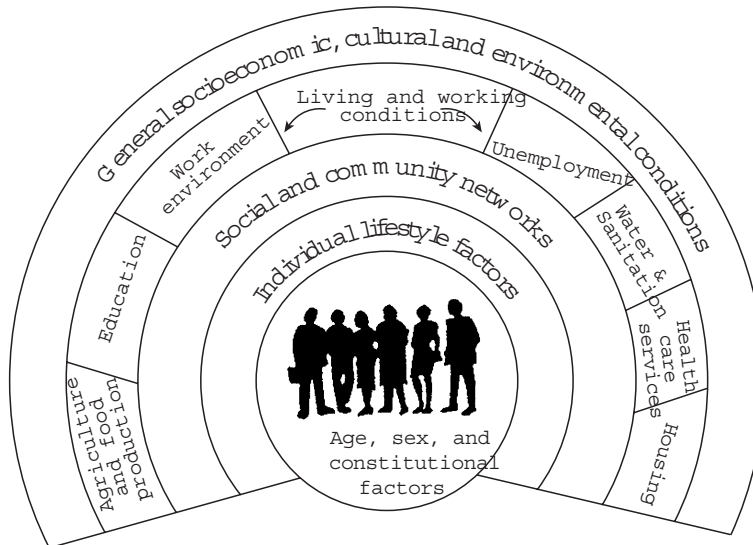 General socioeconomic, cultural and environmental conditions
Living and working
conditions
Work
environment
Unemployment
Education
Water &
Sanitation
Agriculture
and food
production
Health
care
services
Housing
Social and community networks
Individual lifestyle factors
Age, sex, and
constitutional
factors